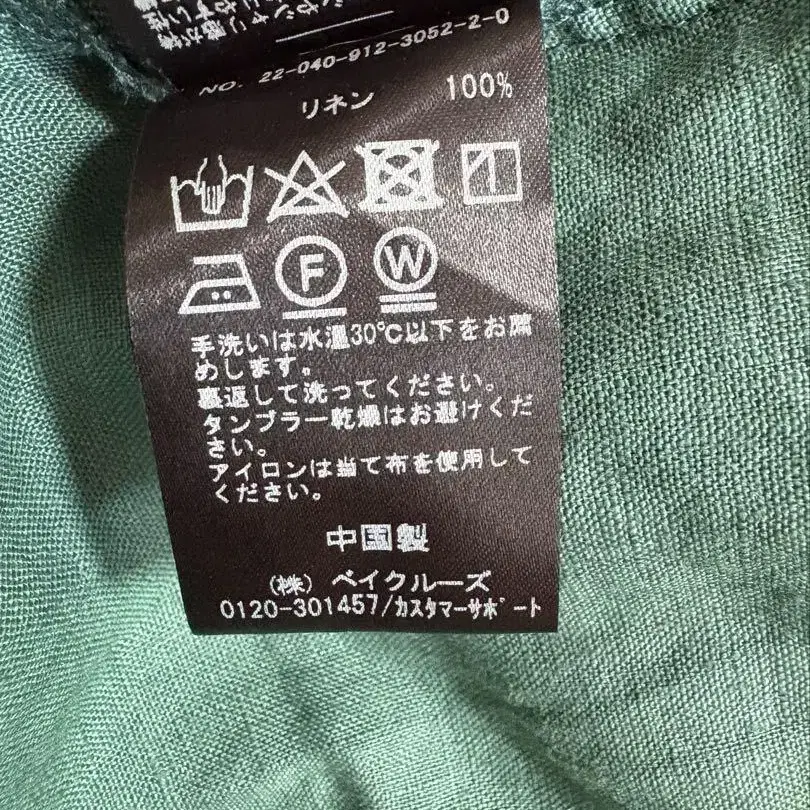 NO. 22-040-912-3052-2-0
リネン 100%
F W
手洗いは水温30℃以下をお薦
めします。
裏返して洗ってください。
タンブラー乾燥はお避けくだ
さい。
アイロンは当て布を使用して
ください。
中国製
(株) ベイクルーズ
0120-301457/カスタマーサポート